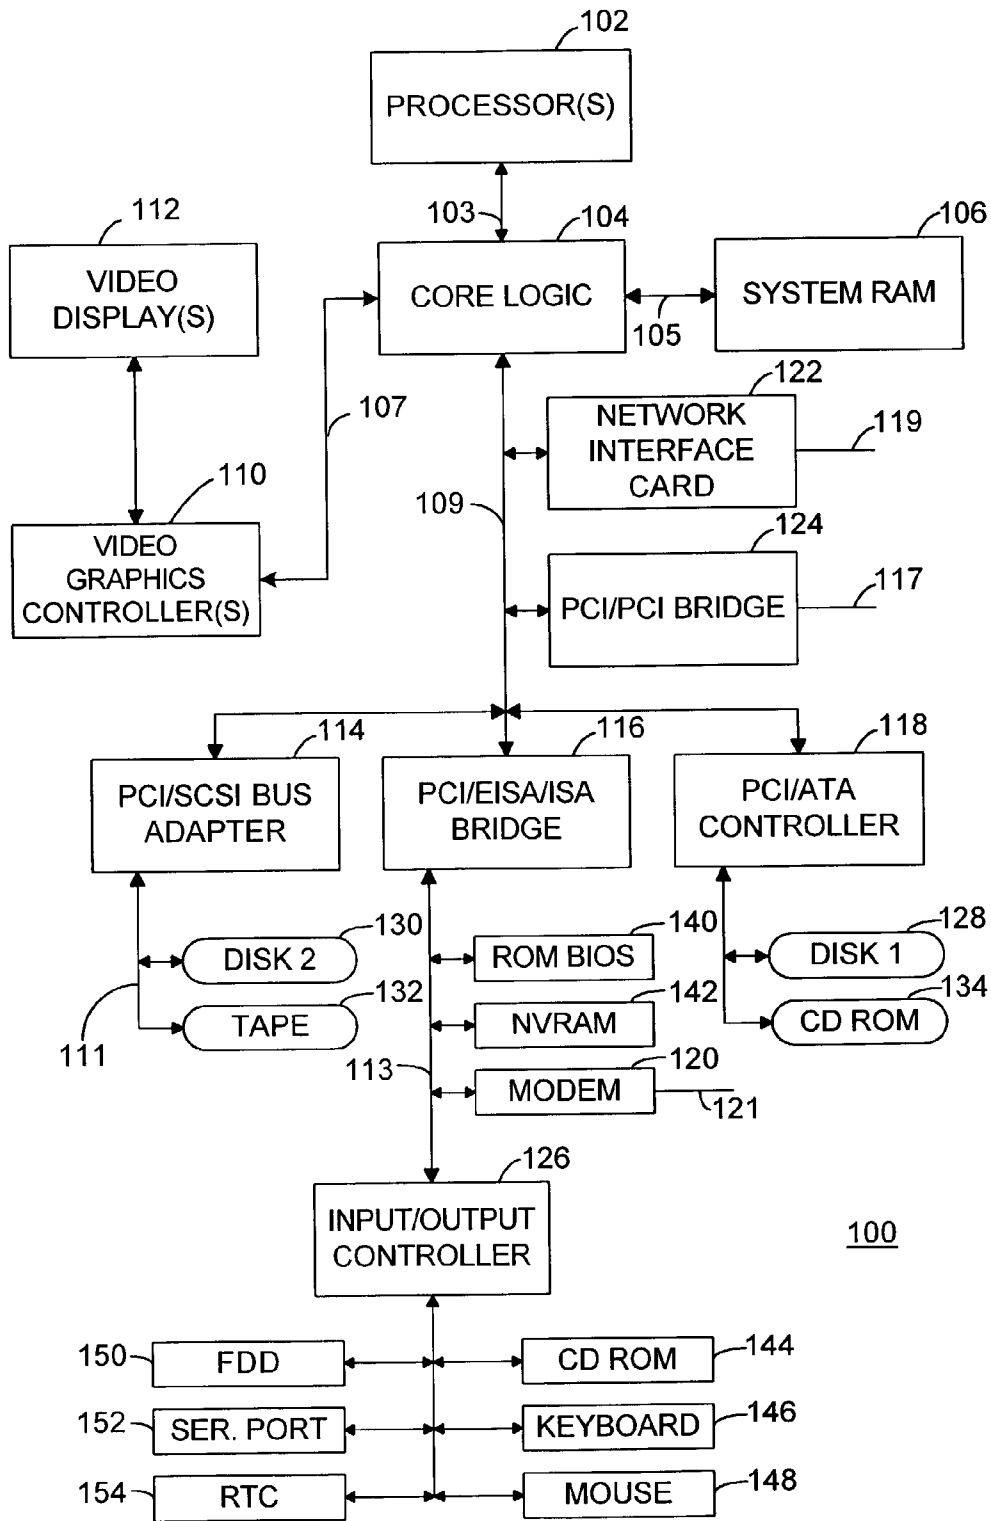 102
PROCESSOR(S)
103
104
106
112
VIDEO
DISPLAY(S)
CORE LOGIC
SYSTEM RAM
105
107
122
NETWORK
INTERFACE
CARD
119
110
109
VIDEO
GRAPHICS
CONTROLLER(S)
124
PCI/PCI BRIDGE
117
114
116
118
PCI/SCSI BUS
ADAPTER
PCI/EISA/ISA
BRIDGE
PCI/ATA
CONTROLLER
130
DISK 2
140
ROM BIOS
128
DISK 1
132
TAPE
142
NVRAM
134
CD ROM
111
113
120
MODEM
121
126
INPUT/OUTPUT
CONTROLLER
100
150
FDD
CD ROM
144
152
SER. PORT
KEYBOARD
146
154
RTC
MOUSE
148